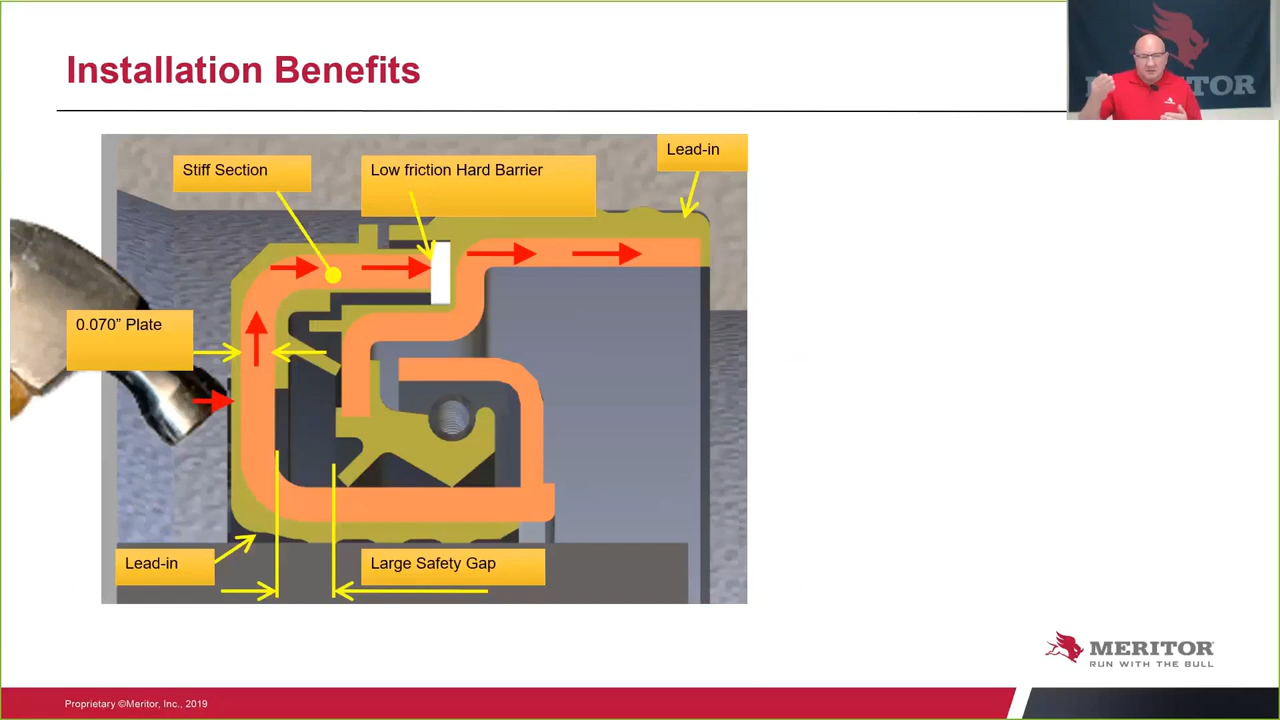 Installation Benefits
Stiff Section
Low friction Hard Barrier
Lead-in
0.070” Plate
Lead-in
Large Safety Gap
MERITOR
RUN WITH THE BULL
Proprietary ©Meritor, Inc., 2019